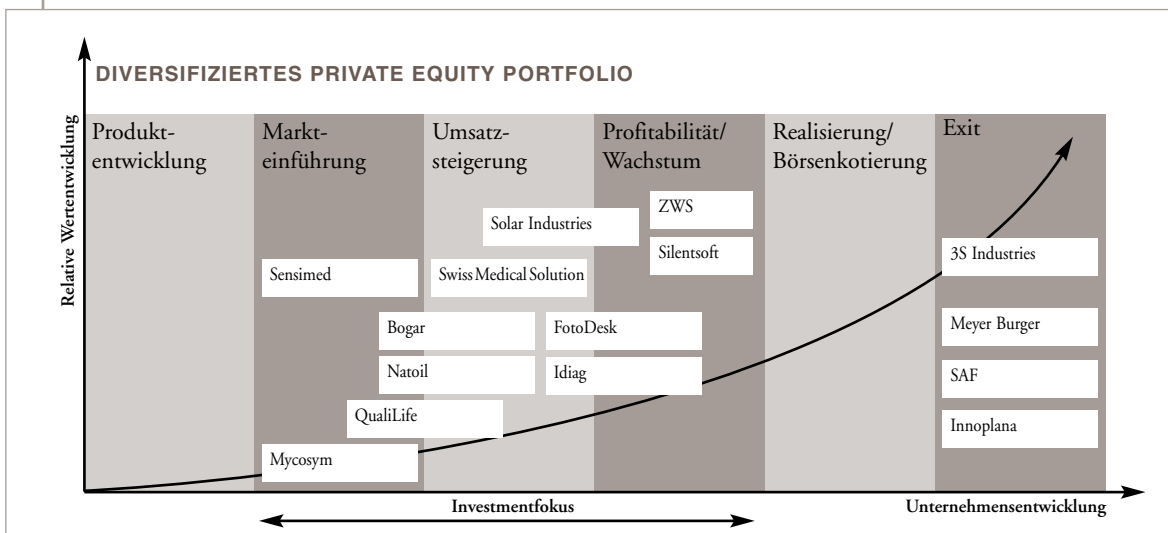 DIVERSIFIZIERTES PRIVATE EQUITY PORTFOLIO
Relative Wertentwicklung
Produkt-
entwicklung
Markt-
einführung
Umsatz-
steigerung
Profitabilität/
Wachstum
Realisierung/
Börsenkotierung
Exit
ZWS
Solar Industries
Silentsoft
3S Industries
Sensimed
Swiss Medical Solution
Bogar
FotoDesk
Meyer Burger
Natoil
Idiag
SAF
QualiLife
Innoplana
Mycosym
Investmentfokus
Unternehmensentwicklung